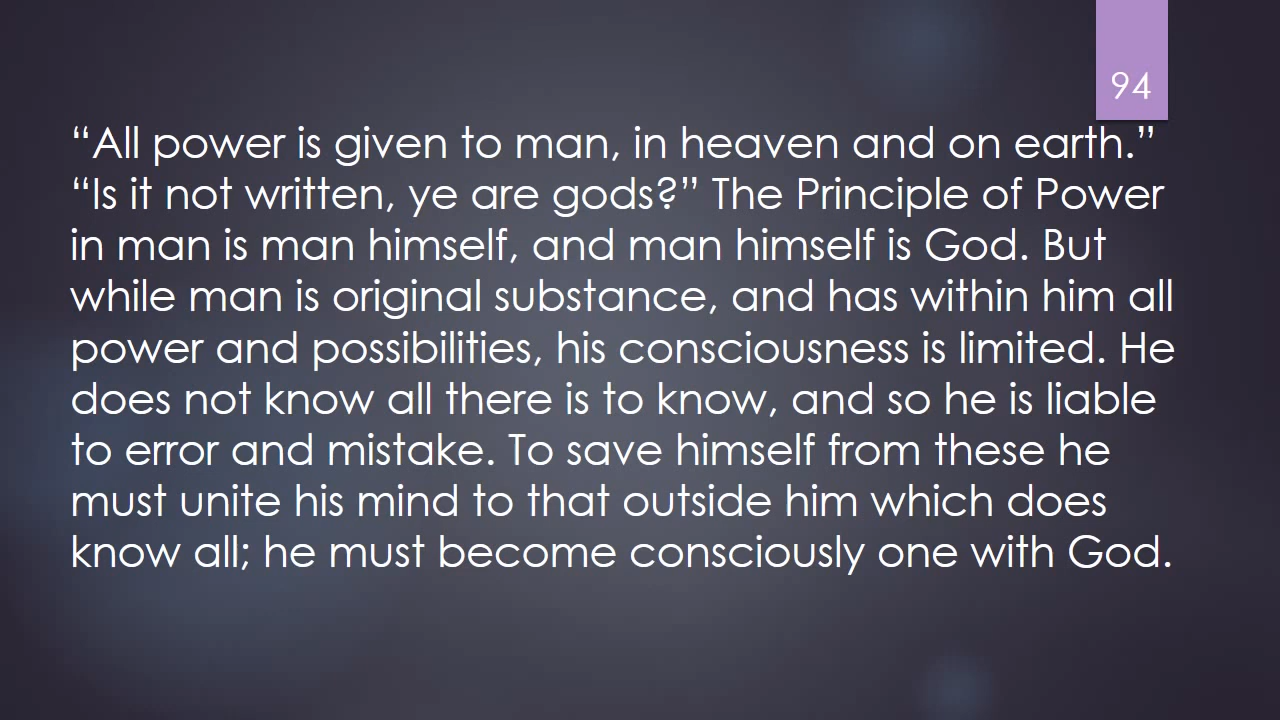 94
“All power is given to man, in heaven and on earth.”
“Is it not written, ye are gods?” The Principle of Power
in man is man himself, and man himself is God. But
while man is original substance, and has within him all
power and possibilities, his consciousness is limited. He
does not know all there is to know, and so he is liable
to error and mistake. To save himself from these he
must unite his mind to that outside him which does
know all; he must become consciously one with God.